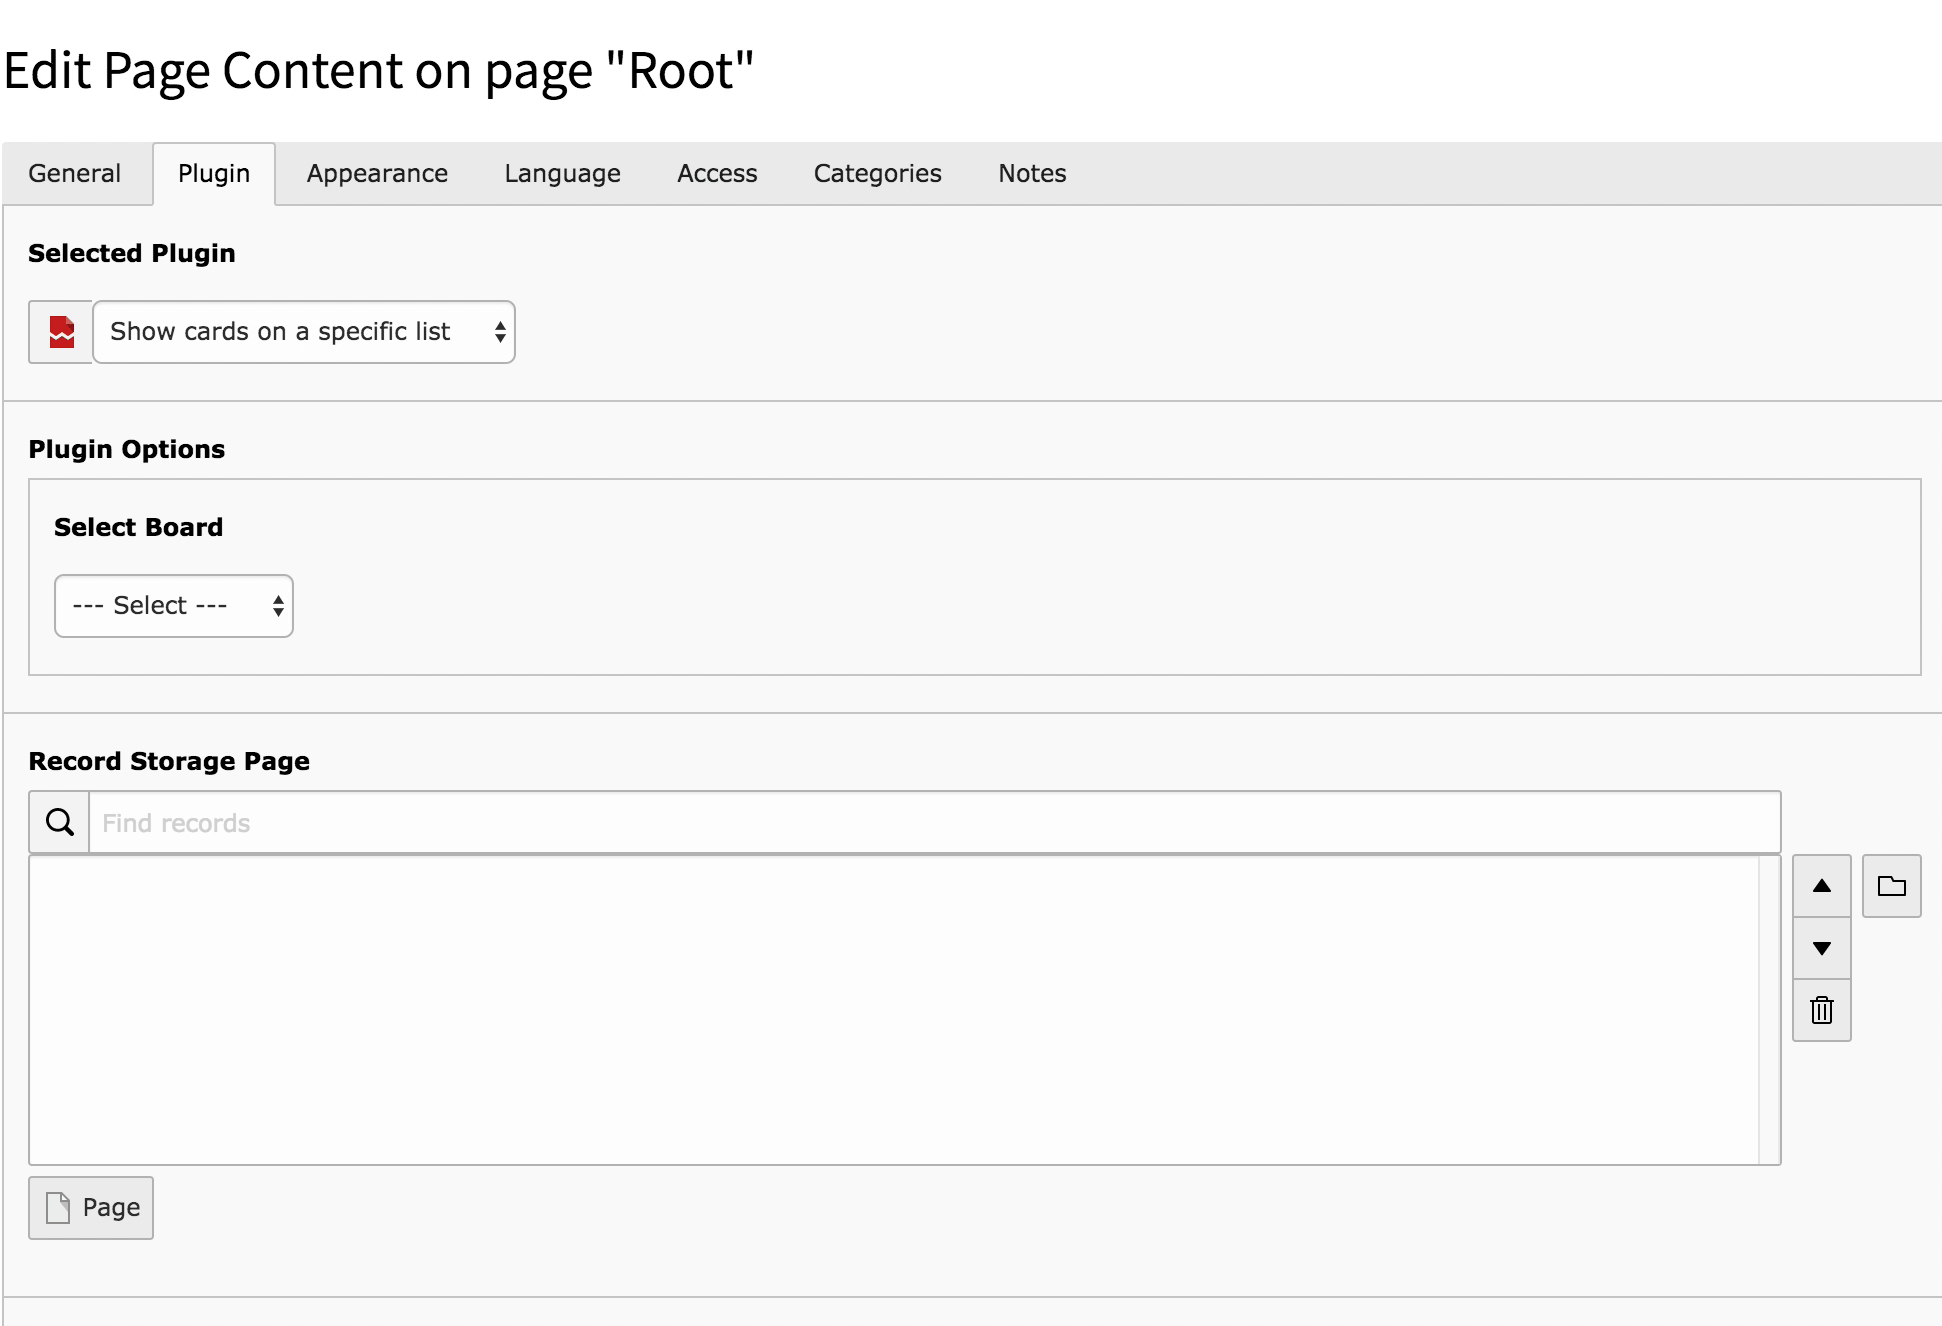 Edit Page Content on page "Root"
General Plugin Appearance Language Access Categories Notes
Selected Plugin
Show cards on a specific list
Plugin Options
Select Board
--- Select ---
Record Storage Page
Find records
Page